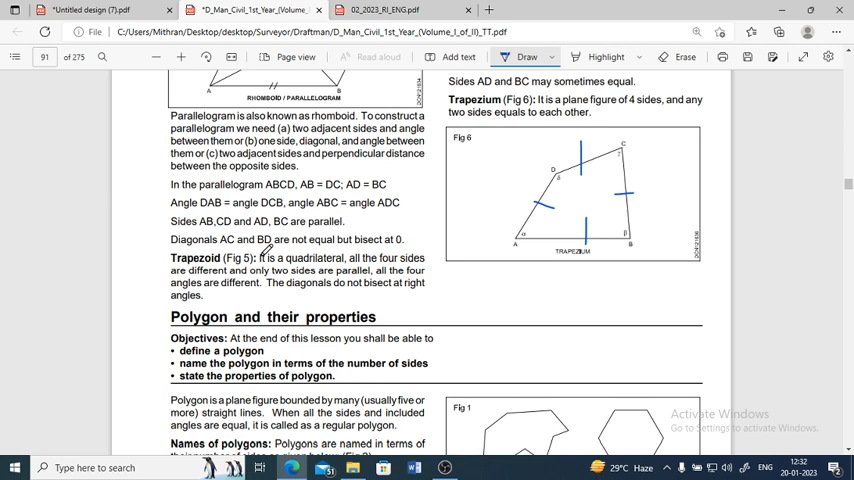 *Untitled design (7).pdf
*D_Man_Civil_1st_Year_(Volume_I_
02_2023_RI_ENG.pdf
File
C:/Users/Mithran/Desktop/desktop/Surveyor/Draftman/D_Man_Civil_1st_Year_(Volume_I_of_II)_TT.pdf
91 of 275
Page view
Read aloud
Add text
Draw
Highlight
Erase
A B
RHOMBOID / PARALLELOGRAM
Parallelogram is also known as rhomboid. To construct a
parallelogram we need (a) two adjacent sides and angle
between them or (b) one side, diagonal, and angle between
them or (c) two adjacent sides and perpendicular distance
between the opposite sides.
In the parallelogram ABCD, AB = DC; AD = BC
Angle DAB = angle DCB, angle ABC = angle ADC
Sides AB,CD and AD, BC are parallel.
Diagonals AC and BD are not equal but bisect at 0.
Trapezoid (Fig 5): It is a quadrilateral, all the four sides
are different and only two sides are parallel, all the four
angles are different. The diagonals do not bisect at right
angles.
Sides AD and BC may sometimes equal.
Trapezium (Fig 6): It is a plane figure of 4 sides, and any
two sides equals to each other.
Fig 6
C
D
A
α
β
B
TRAPEZIUM
Polygon and their properties
Objectives: At the end of this lesson you shall be able to
• define a polygon
• name the polygon in terms of the number of sides
• state the properties of polygon.
Polygon is a plane figure bounded by many (usually five or
more) straight lines. When all the sides and included
angles are equal, it is called as a regular polygon.
Names of polygons: Polygons are named in terms of
their number of sides as given below: (Fig 2)
Fig 1
Activate Windows
Go to Settings to activate Windows.
Type here to search
51
29°C Haze
ENG
12:32
20-01-2023
2